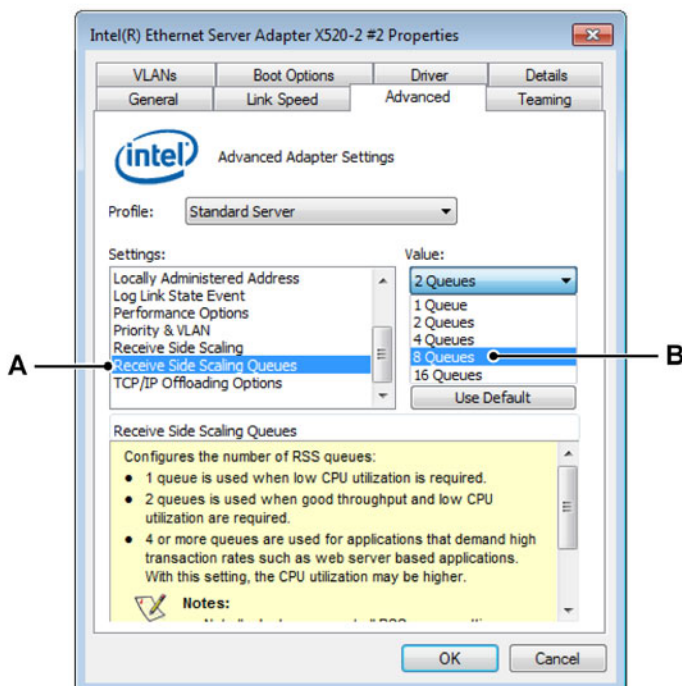 Intel(R) Ethernet Server Adapter X520-2 #2 Properties
VLANs
Boot Options
Driver
Details
General
Link Speed
Advanced
Teaming
intel
Advanced Adapter Settings
Profile:
Standard Server
Settings:
Value:
Locally Administered Address
Log Link State Event
Performance Options
Priority & VLAN
Receive Side Scaling
Receive Side Scaling Queues
TCP/IP Offloading Options
2 Queues
1 Queue
2 Queues
4 Queues
8 Queues
16 Queues
Use Default
A
B
Receive Side Scaling Queues
Configures the number of RSS queues:
● 1 queue is used when low CPU utilization is required.
● 2 queues is used when good throughput and low CPU
utilization are required.
● 4 or more queues are used for applications that demand high
transaction rates such as web server based applications.
With this setting, the CPU utilization may be higher.
Notes:
OK
Cancel